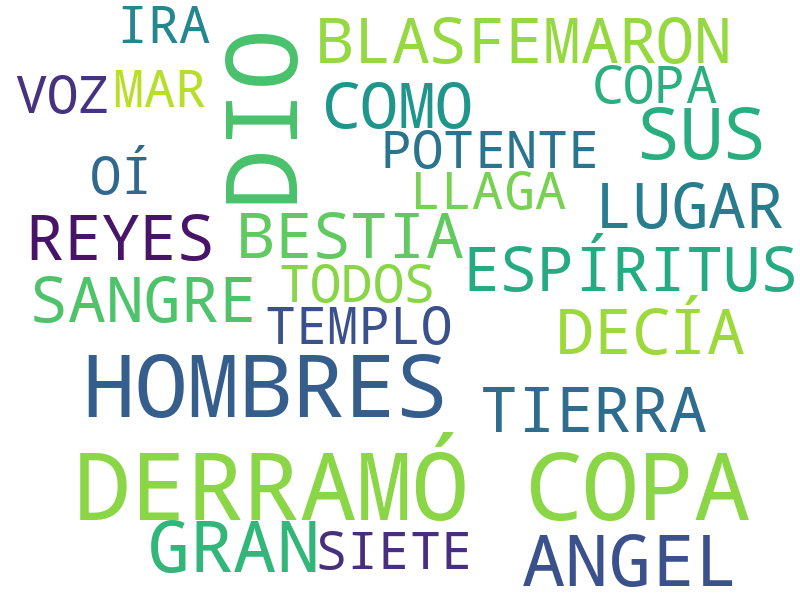 IRA
BLASFEMARON
VOZ
MAR
DIO
COMO
COPA
POTENTE
SUS
OÍ
LLAGA
LUGAR
REYES
BESTIA
ESPÍRITUS
SANGRE
TODOS
TEMPLO
DECÍA
HOMBRES
TIERRA
DERRAMÓ COPA
GRAN
SIETE
ANGEL